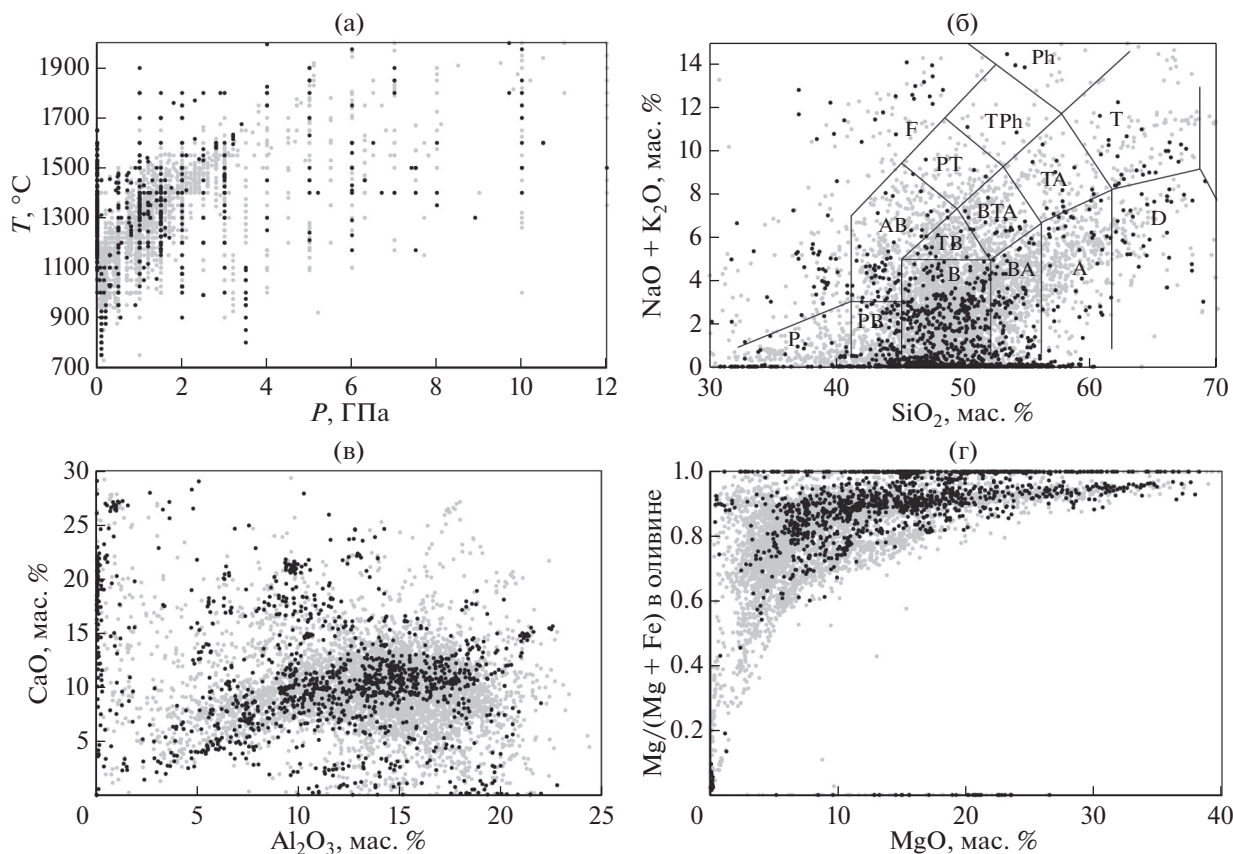 (а)
1900
1700
1500
1300
1100
900
700
T, °C
0
2
4
6
8
10
12
P, ГПа
(б)
14
12
10
8
6
4
2
0
NaO + K₂O, мас. %
Ph
F
TPh
T
PT
TA
AB
BTA
TB
D
B
BA
A
PB
P
30
40
50
60
70
SiO₂, мас. %
(в)
30
25
20
15
10
5
CaO, мас. %
0
5
10
15
20
25
Al₂O₃, мас. %
(г)
1.0
0.8
0.6
0.4
0.2
Mg/(Mg + Fe) в оливине
0
10
20
30
40
MgO, мас. %